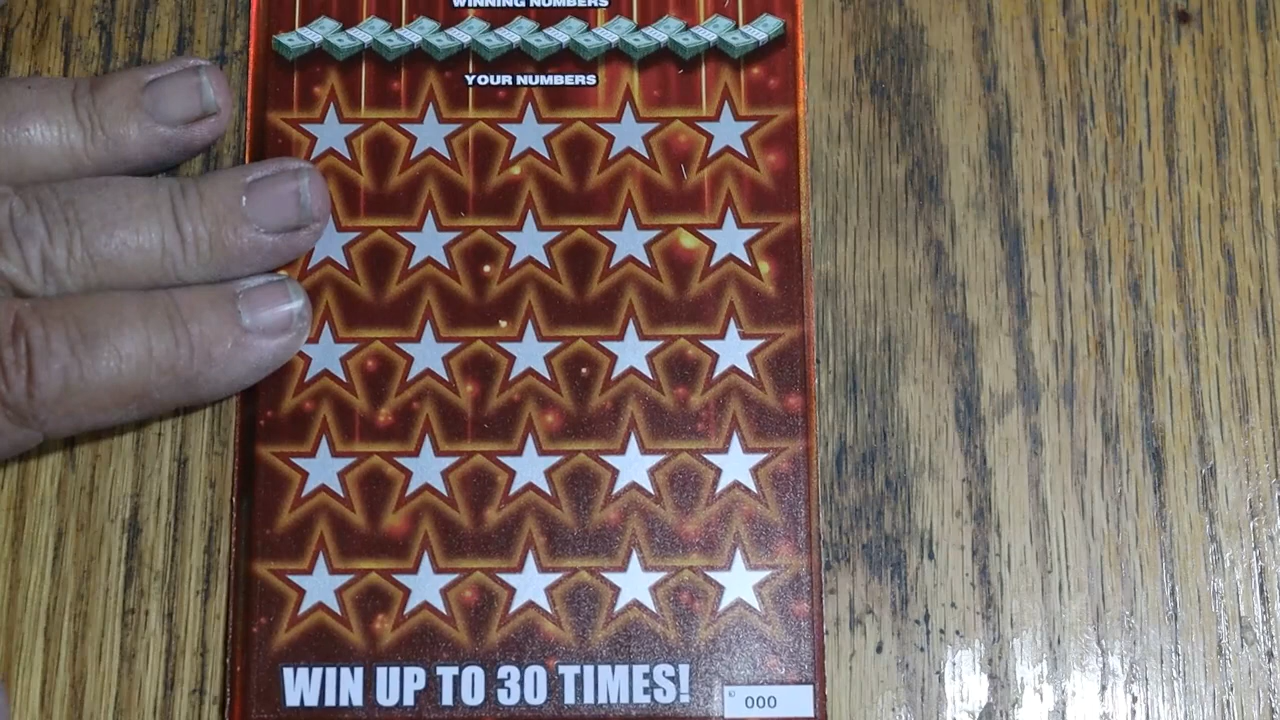 WINNING NUMBERS
YOUR NUMBERS
WIN UP TO 30 TIMES!
000